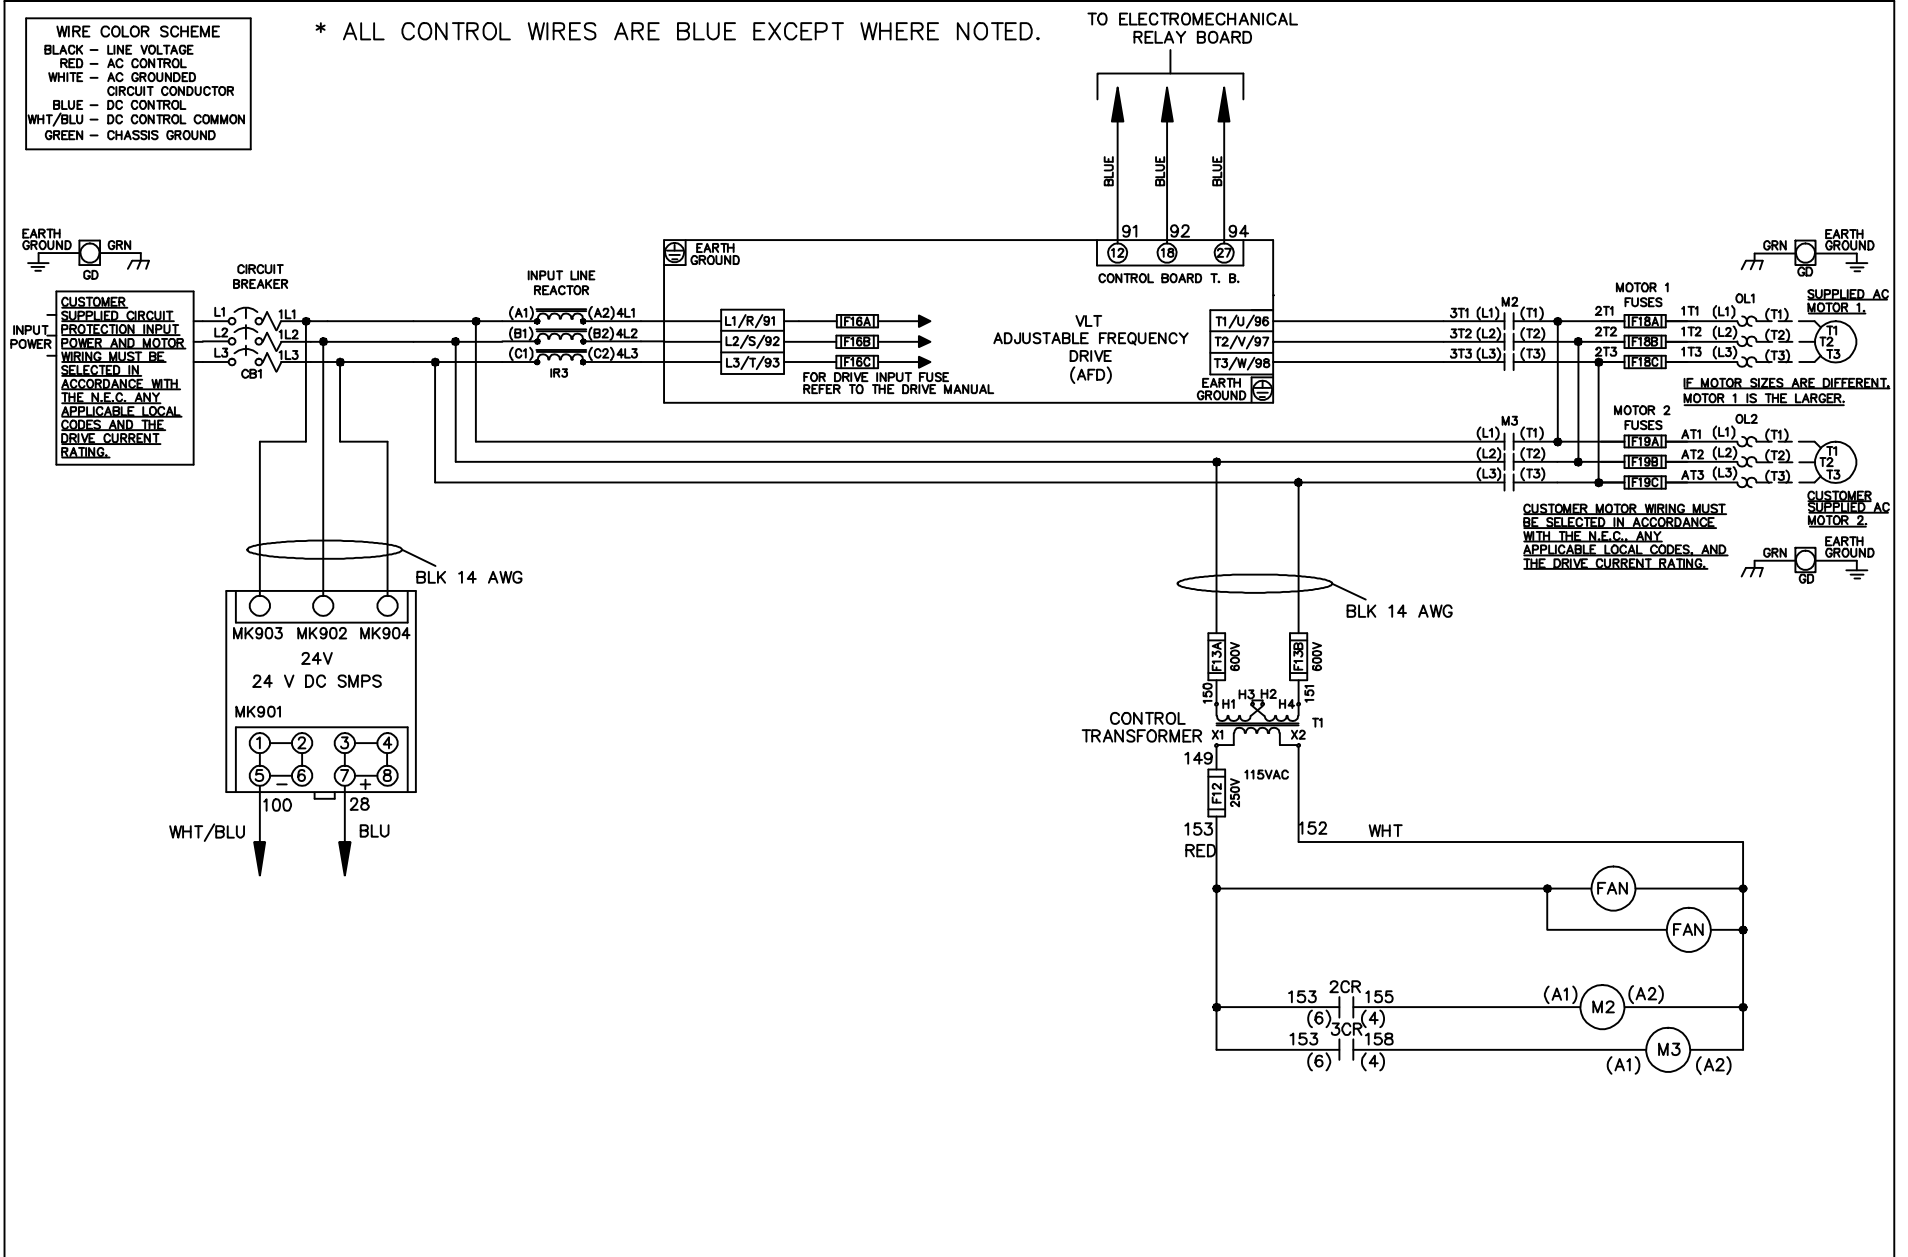 WIRE COLOR SCHEME
BLACK – LINE VOLTAGE
RED – AC CONTROL
WHITE – AC GROUNDED
CIRCUIT CONDUCTOR
BLUE – DC CONTROL
WHT/BLU – DC CONTROL COMMON
GREEN – CHASSIS GROUND
* ALL CONTROL WIRES ARE BLUE EXCEPT WHERE NOTED.
TO ELECTROMECHANICAL
RELAY BOARD
BLUE BLUE BLUE
91 92 94
12 18 27
CONTROL BOARD T. B.
EARTH
GROUND
GRN
GD
INPUT
POWER
CUSTOMER
SUPPLIED CIRCUIT
PROTECTION INPUT
POWER AND MOTOR
WIRING MUST BE
SELECTED IN
ACCORDANCE WITH
THE N.E.C. ANY
APPLICABLE LOCAL
CODES AND THE
DRIVE CURRENT
RATING.
CIRCUIT
BREAKER
L1 1L1
L2 1L2
L3 1L3
CB1
INPUT LINE
REACTOR
(A1) (A2) 4L1
(B1) (B2) 4L2
(C1) (C2) 4L3
IR3
EARTH
GROUND
L1/R/91 F16A
L2/S/92 F16B
L3/T/93 F16C
FOR DRIVE INPUT FUSE
REFER TO THE DRIVE MANUAL
VLT
ADJUSTABLE FREQUENCY
DRIVE
(AFD)
T1/U/96
T2/V/97
T3/W/98
EARTH
GROUND
M2
3T1 (L1) (T1)
3T2 (L2) (T2)
3T3 (L3) (T3)
MOTOR 1
FUSES
2T1 F18A 1T1 (L1)
2T2 F18B 1T2 (L2)
2T3 F18C 1T3 (L3)
OL1
(T1)
(T2)
(T3)
GRN
GD
EARTH
GROUND
SUPPLIED AC
MOTOR 1.
T1
T2
T3
IF MOTOR SIZES ARE DIFFERENT,
MOTOR 1 IS THE LARGER.
M3
(L1) (T1)
(L2) (T2)
(L3) (T3)
MOTOR 2
FUSES
F19A AT1 (L1)
F19B AT2 (L2)
F19C AT3 (L3)
OL2
(T1)
(T2)
(T3)
T1
T2
T3
CUSTOMER
SUPPLIED AC
MOTOR 2.
CUSTOMER MOTOR WIRING MUST
BE SELECTED IN ACCORDANCE
WITH THE N.E.C., ANY
APPLICABLE LOCAL CODES, AND
THE DRIVE CURRENT RATING.
GRN
GD
EARTH
GROUND
BLK 14 AWG
MK903 MK902 MK904
24V
24 V DC SMPS
MK901
1 2 3 4
5 – 6 7 + 8
100 28
WHT/BLU BLU
BLK 14 AWG
F13A 600V
F13B 600V
150 151
H1 H3 H2 H4
CONTROL
TRANSFORMER
T1
X1 X2
149
115VAC
F12 250V
153
RED
152 WHT
FAN
FAN
2CR
153 155
(6) (4)
(A1) M2 (A2)
3CR
153 158
(6) (4)
(A1) M3 (A2)